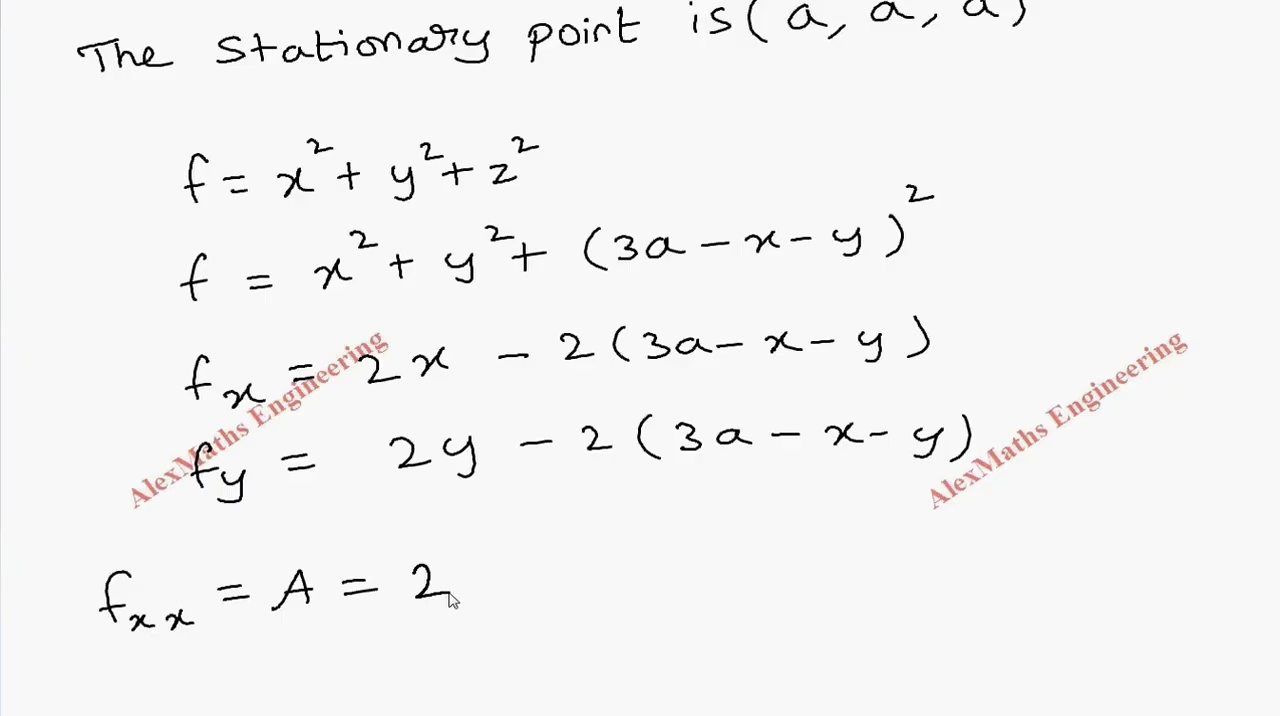 The stationary point is (a, a, a)
f = x² + y² + z²
f = x² + y² + (3a - x - y)²
fₓ = 2x - 2(3a - x - y)
f_y = 2y - 2(3a - x - y)
fₓₓ = A = 2
AlexMaths Engineering
AlexMaths Engineering